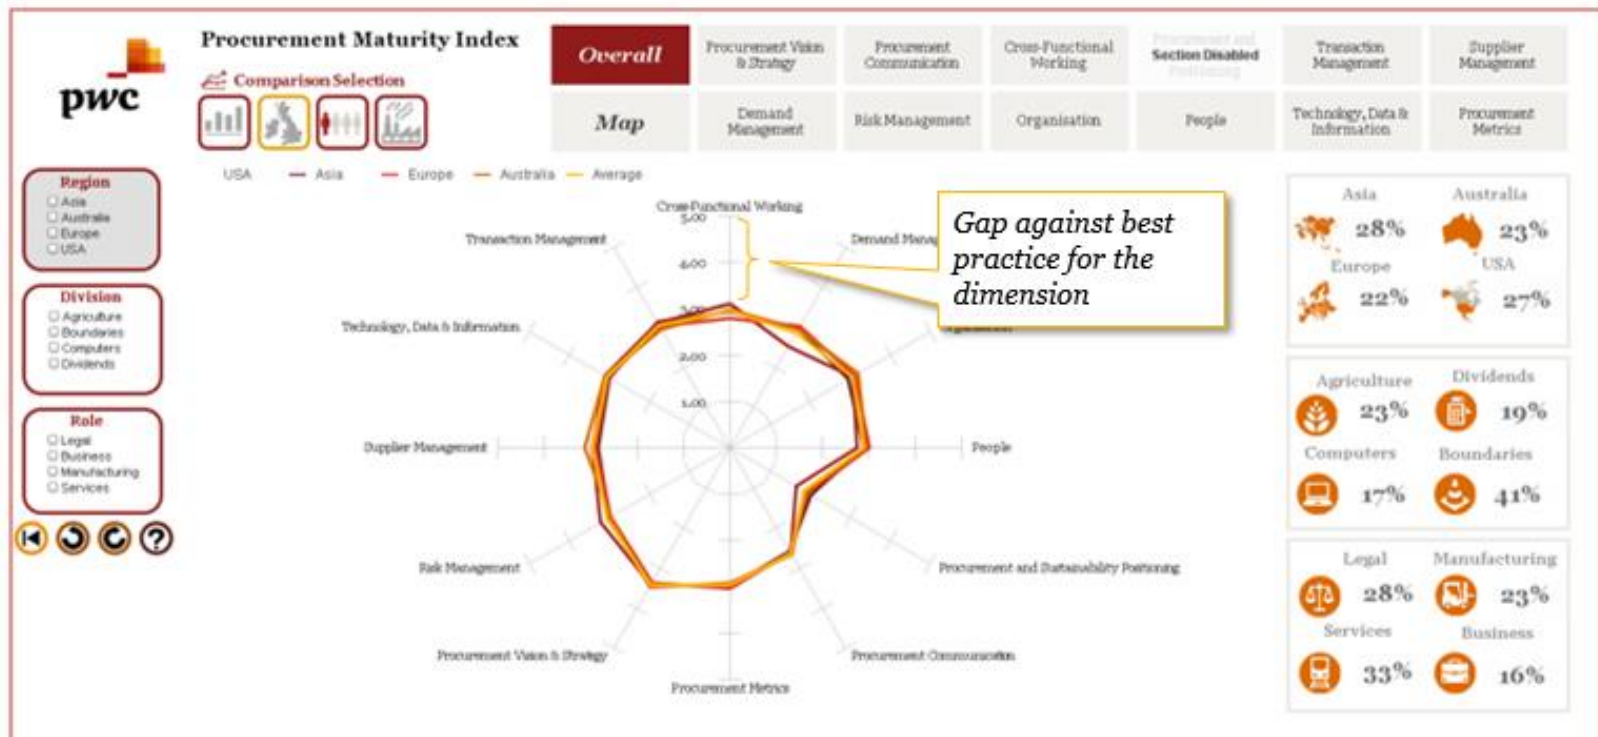 pwc
Procurement Maturity Index
Comparison Selection
Overall
Procurement Vision
& Strategy
Procurement
Communication
Cross-Functional
Working
Section Disabled
Transaction
Management
Supplier
Management
Map
Demand
Management
Risk Management
Organisation
People
Technology, Data &
Information
Procurement
Metrics
Region
Asia
Australia
Europe
USA
Division
Agriculture
Boundaries
Computers
Dividends
Role
Legal
Business
Manufacturing
Services
?
USA
Asia
Europe
Australia
Average
Cross-Functional Working
5.00
4.00
3.00
2.00
1.00
Transaction Management
Demand Manag
Technology, Data & Information
Supplier Management
People
Risk Management
Procurement and Sustainability Positioning
Procurement Vision & Strategy
Procurement Communication
Procurement Metrics
Gap against best
practice for the
dimension
Asia
28%
Australia
23%
Europe
22%
USA
27%
Agriculture
23%
Dividends
19%
Computers
17%
Boundaries
41%
Legal
28%
Manufacturing
23%
Services
33%
Business
16%